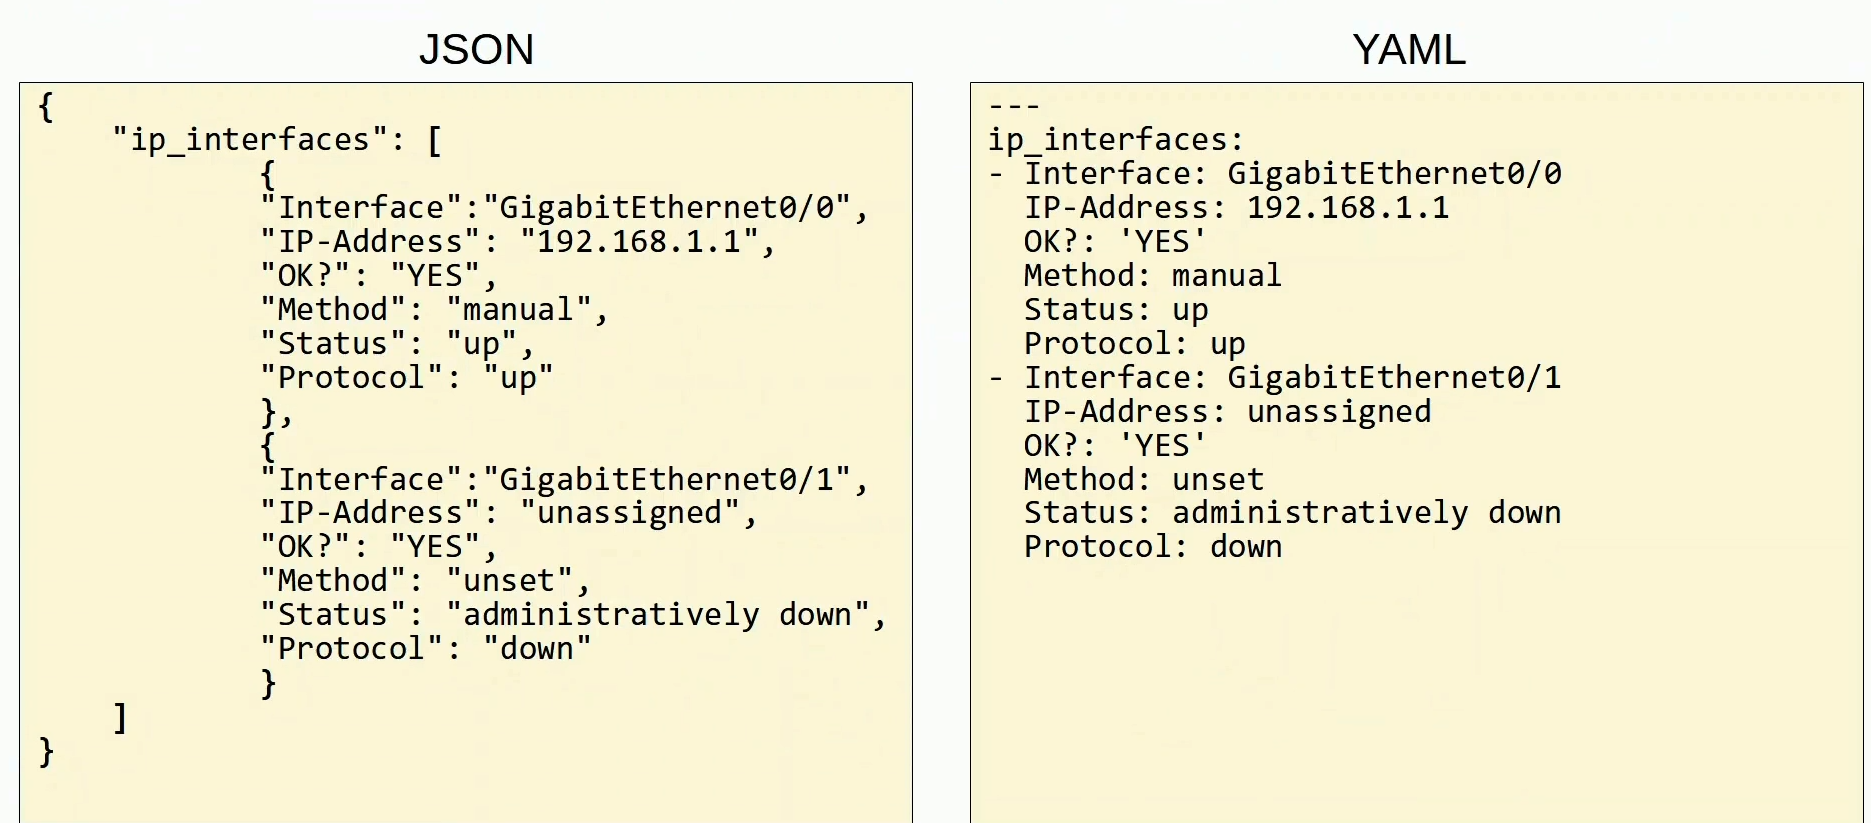 JSON
{
"ip_interfaces": [
{
"Interface":"GigabitEthernet0/0",
"IP-Address": "192.168.1.1",
"OK?": "YES",
"Method": "manual",
"Status": "up",
"Protocol": "up"
},
{
"Interface":"GigabitEthernet0/1",
"IP-Address": "unassigned",
"OK?": "YES",
"Method": "unset",
"Status": "administratively down",
"Protocol": "down"
}
]
}
YAML
---
ip_interfaces:
- Interface: GigabitEthernet0/0
IP-Address: 192.168.1.1
OK?: 'YES'
Method: manual
Status: up
Protocol: up
- Interface: GigabitEthernet0/1
IP-Address: unassigned
OK?: 'YES'
Method: unset
Status: administratively down
Protocol: down